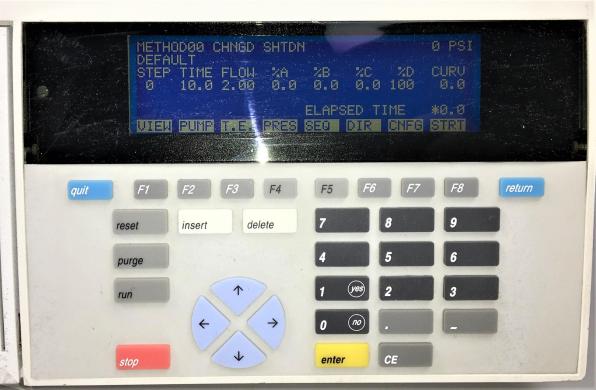 METHOD00 CHNGD SHTDN 0 PSI
DEFAULT
STEP TIME FLOW %A %B %C %D CURV
0 10.0 2.00 0.0 0.0 0.0 100 0.0
ELAPSED TIME *0.0
VIEW PUMP T.E. PRES SEQ DIR CNFG STRT
quit F1 F2 F3 F4 F5 F6 F7 F8 return
reset insert delete 7 8 9
purge 4 5 6
run 1 yes 2 3
0 no . -
stop enter CE